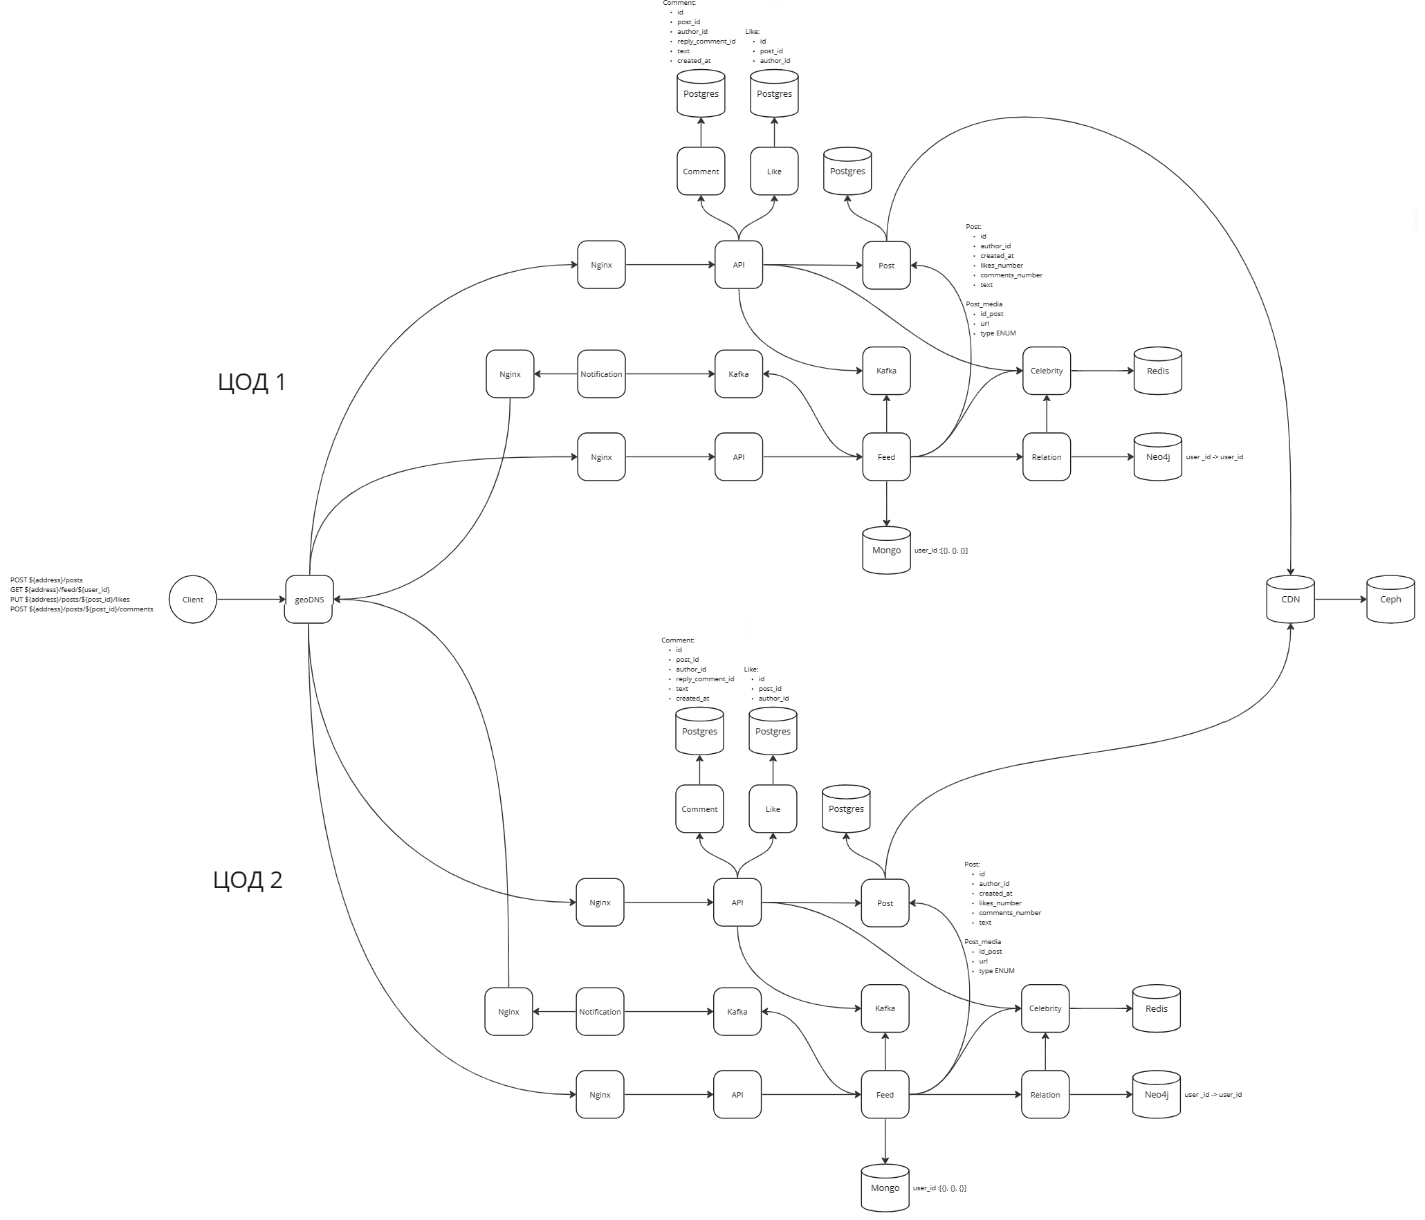 Comment:
• id
• post_id
• author_id
• reply_comment_id
• text
• created_at
Like:
• id
• post_id
• author_id
Postgres
Postgres
Comment
Like
Postgres
Nginx
API
Post
Post:
• id
• author_id
• created_at
• likes_number
• comments_number
• text
Post_media
• id_post
• url
• type ENUM
ЦОД 1
Nginx
Notification
Kafka
Kafka
Celebrity
Redis
Nginx
API
Feed
Relation
Neo4j
user _id -> user_id
Mongo
user_id :[{}, {}, {}]
POST ${address}/posts
GET ${address}/feed/${user_id}
PUT ${address}/posts/${post_id}/likes
POST ${address}/posts/${post_id}/comments
Client
geoDNS
CDN
Ceph
Comment:
• id
• post_id
• author_id
• reply_comment_id
• text
• created_at
Like:
• id
• post_id
• author_id
Postgres
Postgres
Comment
Like
Postgres
ЦОД 2
Nginx
API
Post
Post:
• id
• author_id
• created_at
• likes_number
• comments_number
• text
Post_media
• id_post
• url
• type ENUM
Nginx
Notification
Kafka
Kafka
Celebrity
Redis
Nginx
API
Feed
Relation
Neo4j
user _id -> user_id
Mongo
user_id :[{}, {}, {}]